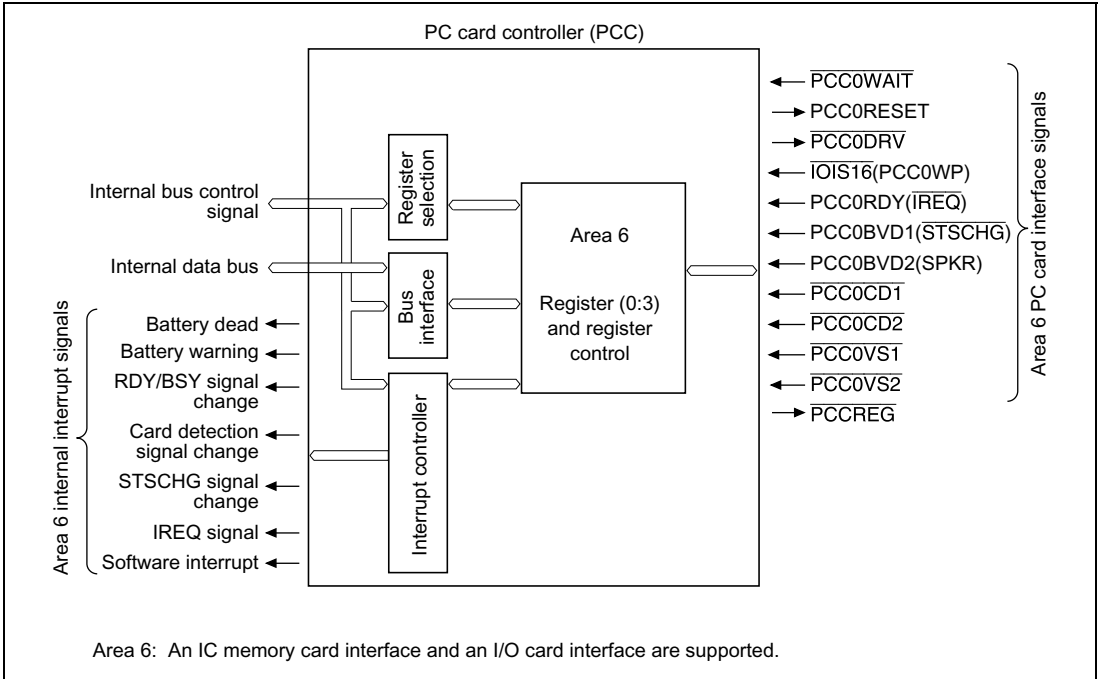 PC card controller (PCC)
Internal bus control
signal
Internal data bus
Area 6 internal interrupt signals
Battery dead
Battery warning
RDY/BSY signal
change
Card detection
signal change
STSCHG signal
change
IREQ signal
Software interrupt
Register
selection
Bus
interface
Interrupt controller
Area 6
Register (0:3)
and register
control
PCC0WAIT
PCC0RESET
PCC0DRV
IOIS16(PCC0WP)
PCC0RDY(IREQ)
PCC0BVD1(STSCHG)
PCC0BVD2(SPKR)
PCC0CD1
PCC0CD2
PCC0VS1
PCC0VS2
PCCREG
Area 6 PC card interface signals
Area 6: An IC memory card interface and an I/O card interface are supported.